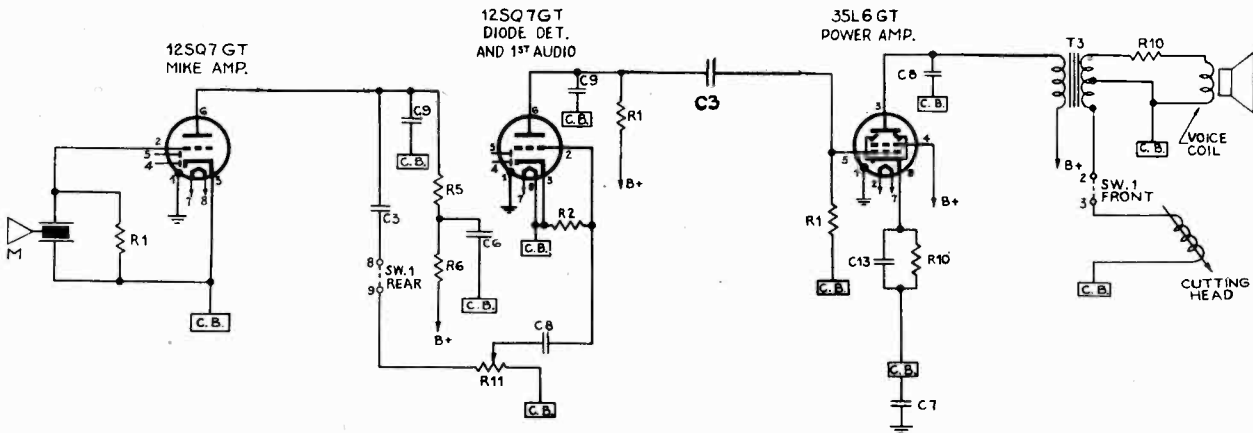 12SQ7GT
MIKE AMP.
12SQ7GT
DIODE DET.
AND 1ST AUDIO
35L6GT
POWER AMP.
6
2
5
4
1
7
8
3
M
R1
C.B.
C3
8
9
SW.1
REAR
C9
C.B.
R5
R6
C6
C.B.
B+
R11
C8
C.B.
6
5
4
1
7
8
3
2
C.B.
R2
C9
C.B.
R1
B+
C3
R1
C.B.
3
4
5
1
2
7
8
B+
C8
C.B.
C13
R10
C.B.
C7
T3
B+
R10
C.B.
VOICE
COIL
2
3
SW.1
FRONT
C.B.
CUTTING
HEAD